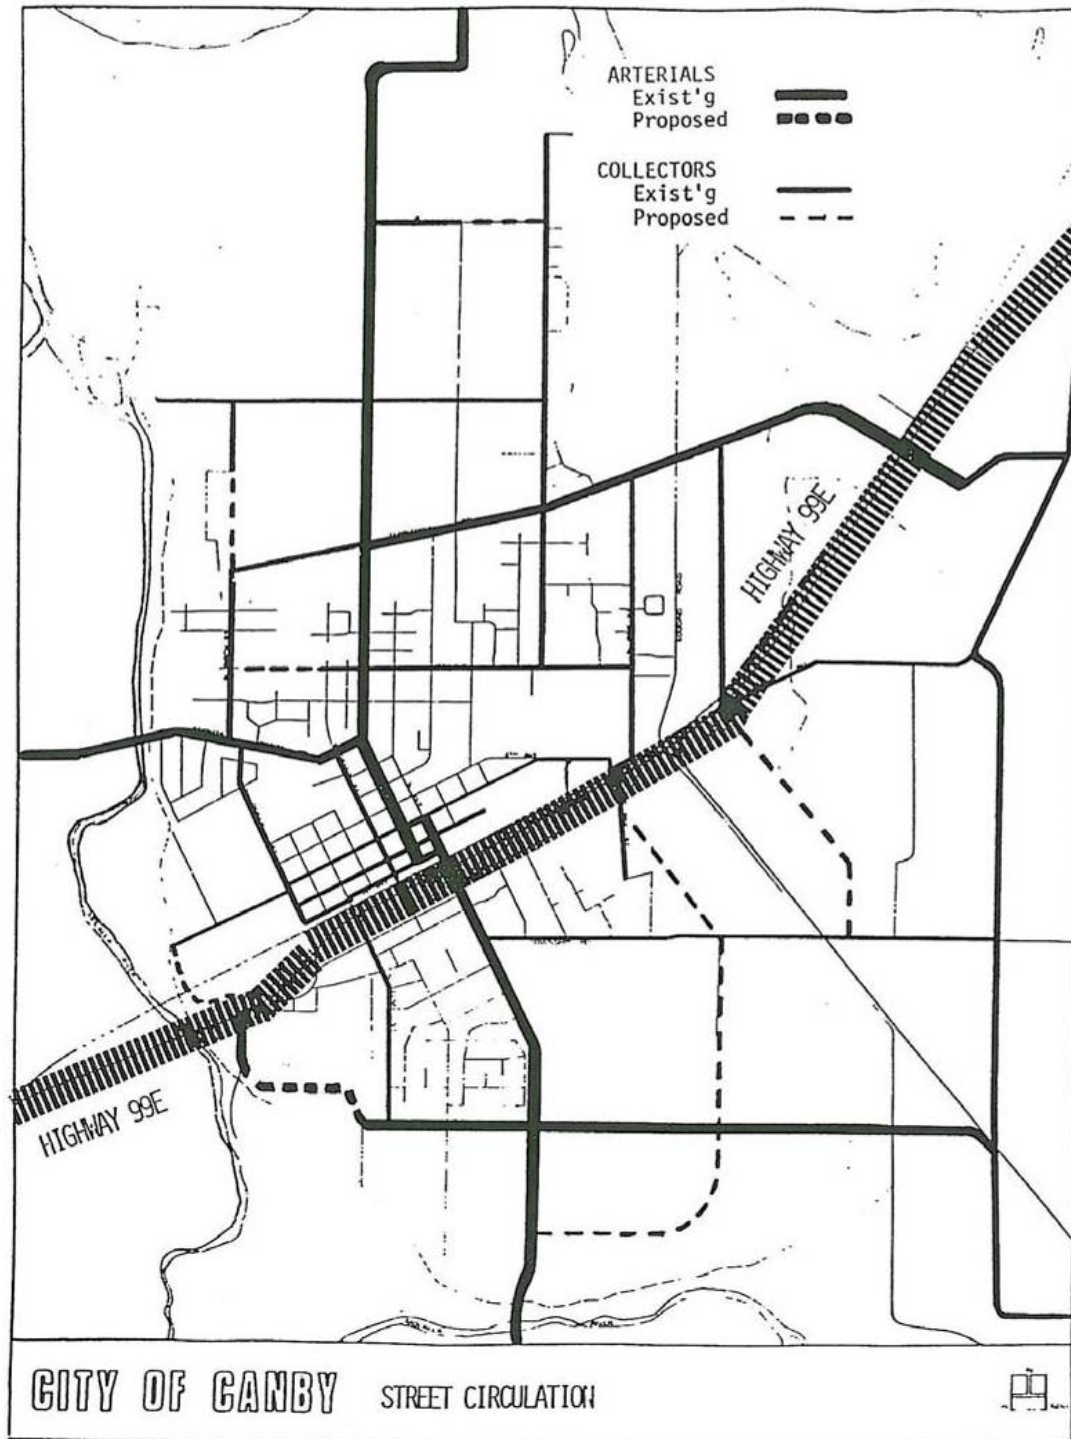 ARTERIALS
Exist'g
Proposed
COLLECTORS
Exist'g
Proposed
HIGHWAY 99E
HIGHWAY 99E
CITY OF CANBY
STREET CIRCULATION